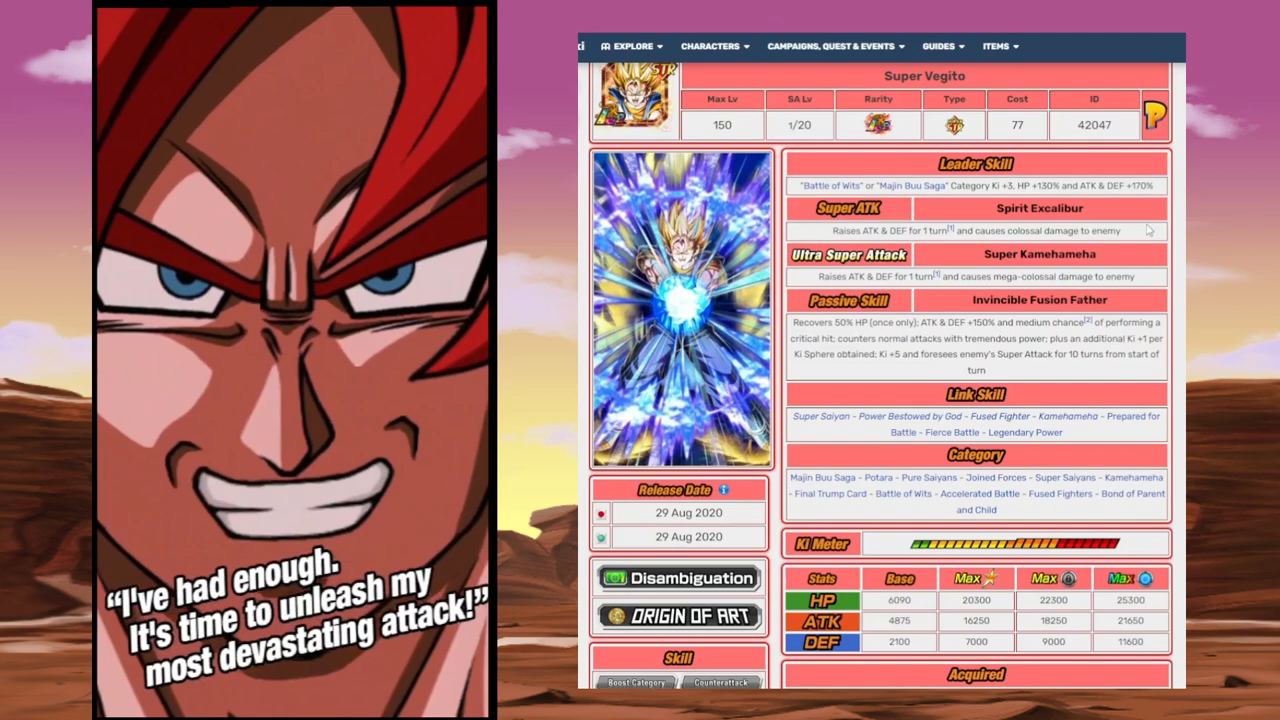 “I've had enough.
It's time to unleash my
most devastating attack!”
ki EXPLORE CHARACTERS CAMPAIGNS, QUEST & EVENTS GUIDES ITEMS
STR
Super Vegito
Max Lv SA Lv Rarity Type Cost ID
150 1/20 STR 77 42047
P
Leader Skill
"Battle of Wits" or "Majin Buu Saga" Category Ki +3, HP +130% and ATK & DEF +170%
Super ATK Spirit Excalibur
Raises ATK & DEF for 1 turn[1] and causes colossal damage to enemy
Ultra Super Attack Super Kamehameha
Raises ATK & DEF for 1 turn[1] and causes mega-colossal damage to enemy
Passive Skill Invincible Fusion Father
Recovers 50% HP (once only); ATK & DEF +150% and medium chance[2] of performing a
critical hit; counters normal attacks with tremendous power; plus an additional Ki +1 per
Ki Sphere obtained; Ki +5 and foresees enemy's Super Attack for 10 turns from start of
turn
Link Skill
Super Saiyan - Power Bestowed by God - Fused Fighter - Kamehameha - Prepared for
Battle - Fierce Battle - Legendary Power
Category
Majin Buu Saga - Potara - Pure Saiyans - Joined Forces - Super Saiyans - Kamehameha
- Final Trump Card - Battle of Wits - Accelerated Battle - Fused Fighters - Bond of Parent
and Child
Release Date
29 Aug 2020
29 Aug 2020
Disambiguation
ORIGIN OF ART
Skill
Boost Category Counterattack
Ki Meter
Stats Base Max Max Max
HP 6090 20300 22300 25300
ATK 4875 16250 18250 21650
DEF 2100 7000 9000 11600
Acquired